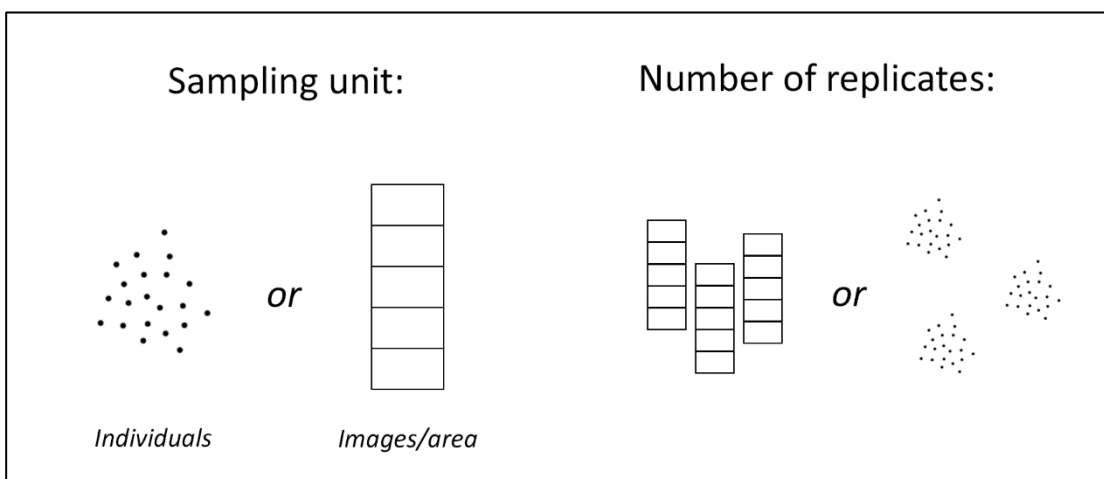 Sampling unit:
Number of replicates:
or
or
Individuals
Images/area